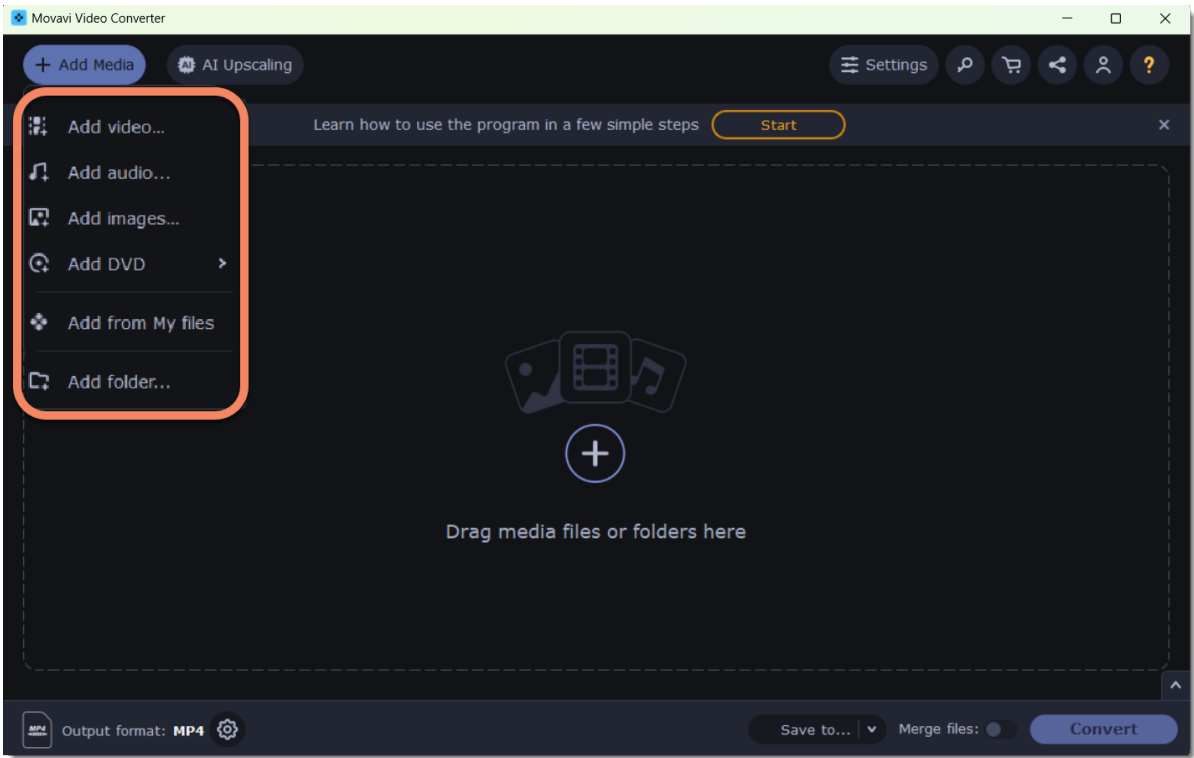 Movavi Video Converter
+ Add Media
AI Upscaling
Settings
?
Add video...
Learn how to use the program in a few simple steps
Start
Add audio...
Add images...
Add DVD
Add from My files
Add folder...
Drag media files or folders here
MP4
Output format: MP4
Save to...
Merge files:
Convert